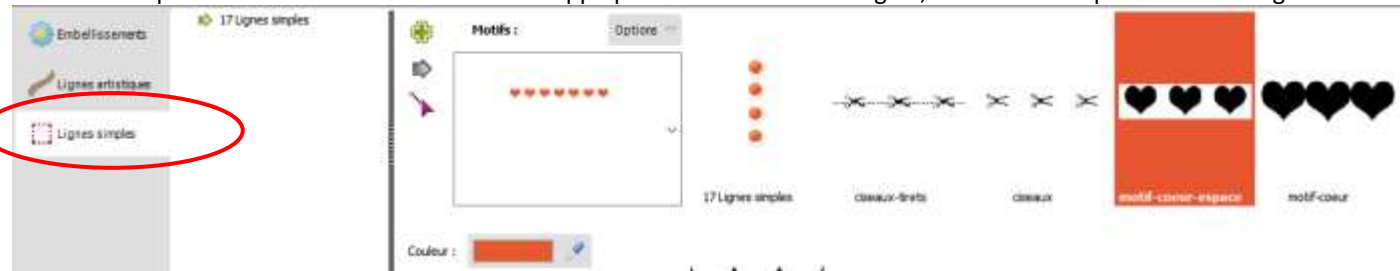 Embellissements
17 Lignes simples
Motifs :
Options
Lignes artistiques
Lignes simples
17 Lignes simples
ciseaux-tirets
ciseaux
motif-coeur-espace
motif-coeur
Couleur :